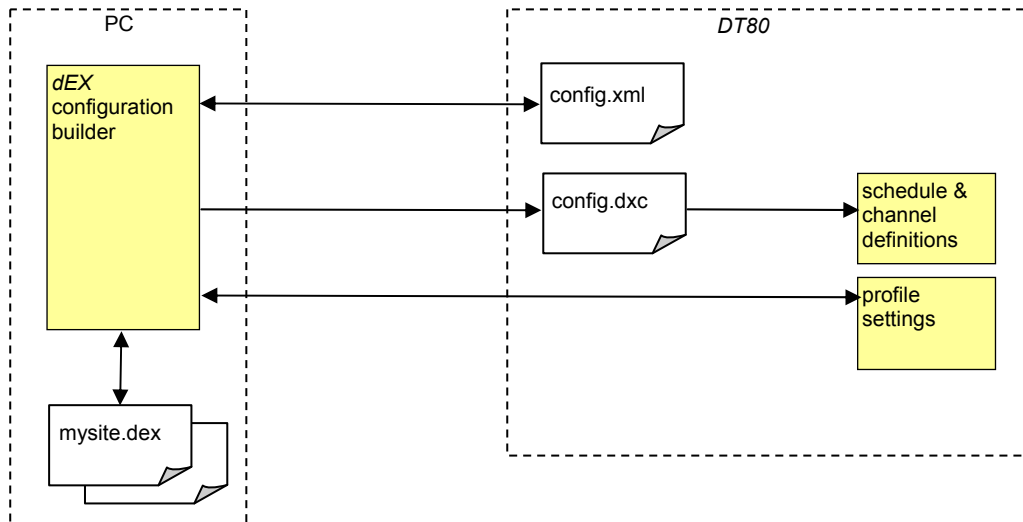 PC
DT80
dEX
configuration
builder
config.xml
config.dxc
schedule &
channel
definitions
profile
settings
mysite.dex